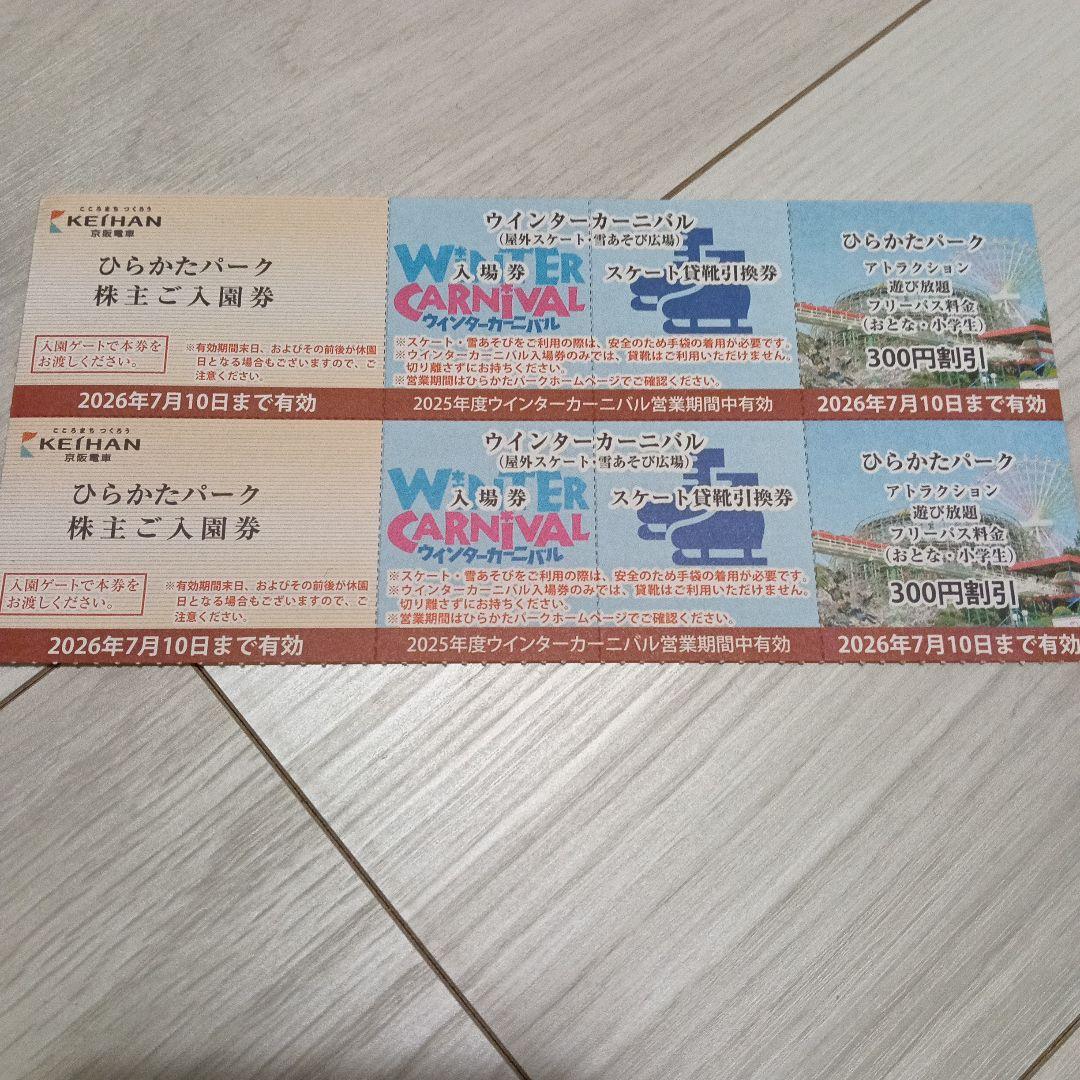 こころまち つくろう
KEIHAN
京阪電車
ひらかたパーク
株主ご入園券
入園ゲートで本券を
お渡しください。
※有効期間末日、およびその前後が休園
日となる場合もございますので、ご
注意ください。
2026年7月10日まで有効
ウインターカーニバル
(屋外スケート・雪あそび広場)
WINTER
CARNIVAL
ウインターカーニバル
入場券
スケート貸靴引換券
※スケート・雪あそびをご利用の際は、安全のため手袋の着用が必要です。
※ウインターカーニバル入場券のみでは、貸靴はご利用いただけません。
切り離さずにお持ちください。
※営業期間はひらかたパークホームページでご確認ください。
2025年度ウインターカーニバル営業期間中有効
ひらかたパーク
アトラクション
遊び放題
フリーパス料金
(おとな・小学生)
300円割引
2026年7月10日まで有効
こころまち つくろう
KEIHAN
京阪電車
ひらかたパーク
株主ご入園券
入園ゲートで本券を
お渡しください。
※有効期間末日、およびその前後が休園
日となる場合もございますので、ご
注意ください。
2026年7月10日まで有効
ウインターカーニバル
(屋外スケート・雪あそび広場)
WINTER
CARNIVAL
ウインターカーニバル
入場券
スケート貸靴引換券
※スケート・雪あそびをご利用の際は、安全のため手袋の着用が必要です。
※ウインターカーニバル入場券のみでは、貸靴はご利用いただけません。
切り離さずにお持ちください。
※営業期間はひらかたパークホームページでご確認ください。
2025年度ウインターカーニバル営業期間中有効
ひらかたパーク
アトラクション
遊び放題
フリーパス料金
(おとな・小学生)
300円割引
2026年7月10日まで有効